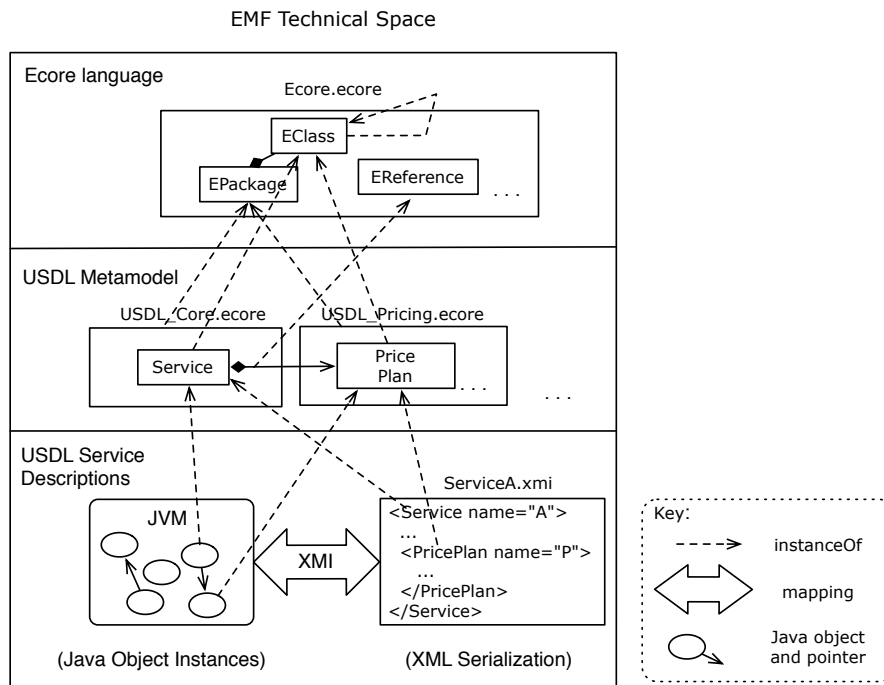 EMF Technical Space
Ecore language
Ecore.ecore
EClass
EPackage
EReference
. . .
USDL Metamodel
USDL_Core.ecore
USDL_Pricing.ecore
Service
Price
Plan
. . .
. . .
USDL Service
Descriptions
ServiceA.xmi
JVM
XMI
<Service name="A">
...
<PricePlan name="P">
...
</PricePlan>
</Service>
(Java Object Instances)
(XML Serialization)
Key:
instanceOf
mapping
Java object
and pointer